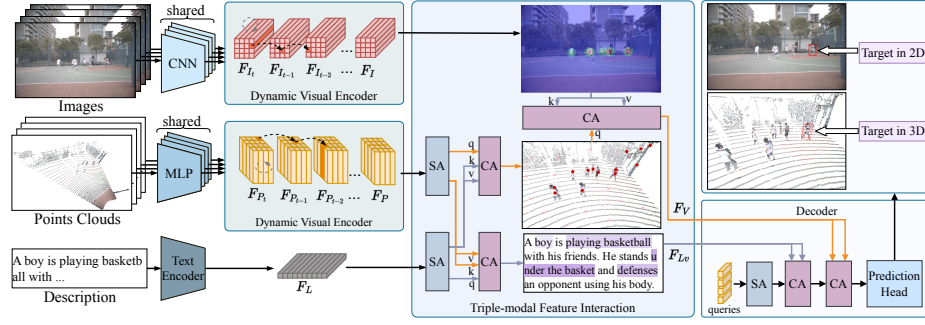 shared
CNN
Images
F_{I_t} F_{I_{t-1}} F_{I_{t-2}} ... F_I
Dynamic Visual Encoder
shared
MLP
Points Clouds
F_{P_t} F_{P_{t-1}} F_{P_{t-2}} ... F_P
Dynamic Visual Encoder
A boy is playing basketb
all with ...
Description
Text
Encoder
F_L
SA
q
k
v
CA
SA
v
k
q
CA
k
v
CA
q
A boy is playing basketball
with his friends. He stands u
nder the basket and defenses
an opponent using his body.
Triple-modal Feature Interaction
F_V
F_{Lv}
Target in 2D
Target in 3D
Decoder
queries
SA
CA
CA
Prediction
Head